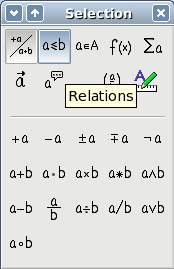 Selection
+a/a+b a≤b a∈A f(x) Σa
a⃗ a (a) A
Relations
+a −a ±a ∓a ¬a
a+b a·b a×b a∗b a∧b
a−b a/b a÷b a/b a∨b
a∘b